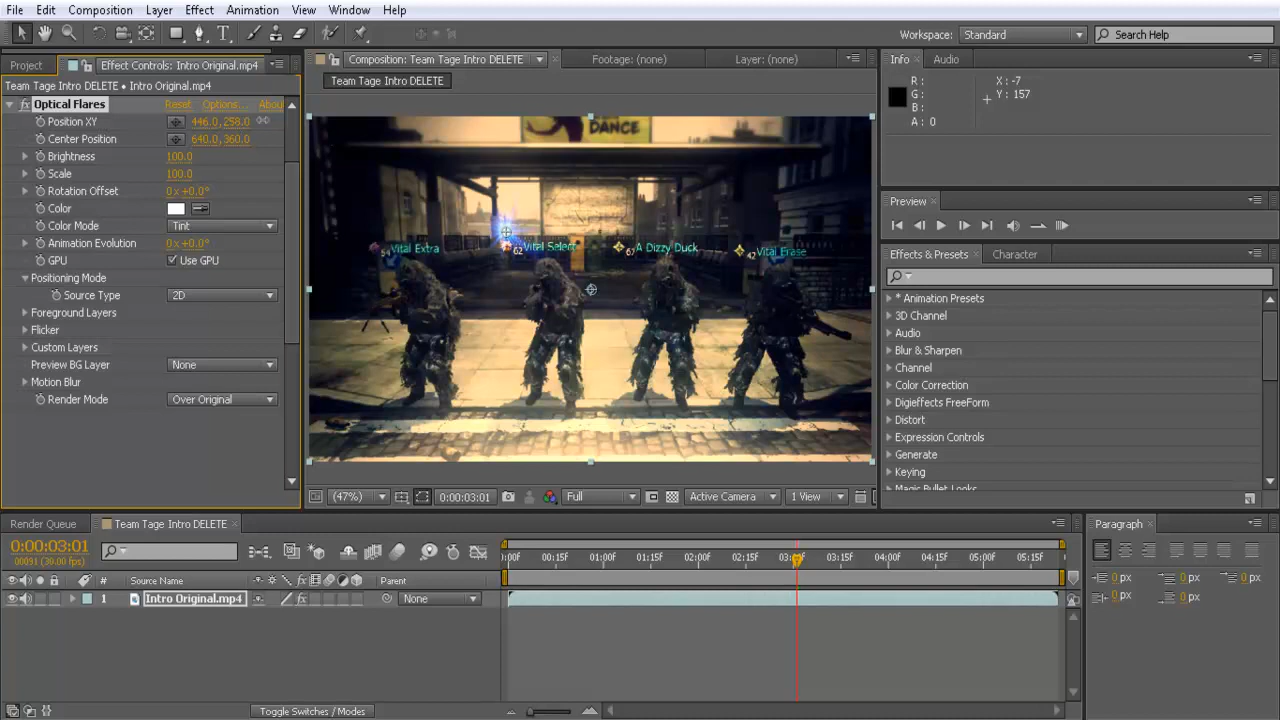 File Edit Composition Layer Effect Animation View Window Help
Workspace: Standard Search Help
Project Effect Controls: Intro Original.mp4
Team Tage Intro DELETE • Intro Original.mp4
Optical Flares Reset Options... Abou
Position XY 446.0,258.0
Center Position 640.0,360.0
Brightness 100.0
Scale 100.0
Rotation Offset 0x+0.0°
Color
Color Mode Tint
Animation Evolution 0x+0.0°
GPU Use GPU
Positioning Mode
Source Type 2D
Foreground Layers
Flicker
Custom Layers
Preview BG Layer None
Motion Blur
Render Mode Over Original
Composition: Team Tage Intro DELETE Footage: (none) Layer: (none)
Team Tage Intro DELETE
DANCE
54 Vital Extra 62 Vital Select A Dizzy Duck 42 Vital Erase
(47%) 0:00:03:01 Full Active Camera 1 View
Info Audio
R: X: -7
G: Y: 157
B:
A: 0
Preview
Effects & Presets Character
* Animation Presets
3D Channel
Audio
Blur & Sharpen
Channel
Color Correction
Digieffects FreeForm
Distort
Expression Controls
Generate
Keying
Magic Bullet Looks
Render Queue Team Tage Intro DELETE
0:00:03:01
00091 (30.00 fps)
:00F 00:15F 01:00F 01:15F 02:00F 02:15F 03:00F 03:15F 04:00F 04:15F 05:00F 05:15F
# Source Name Parent
1 Intro Original.mp4 None
Toggle Switches / Modes
Paragraph
0 px 0 px 0 px
0 px 0 px